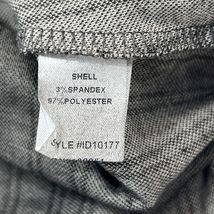 SHELL
3%SPANDEX
97%POLYESTER
YLE #ID10177